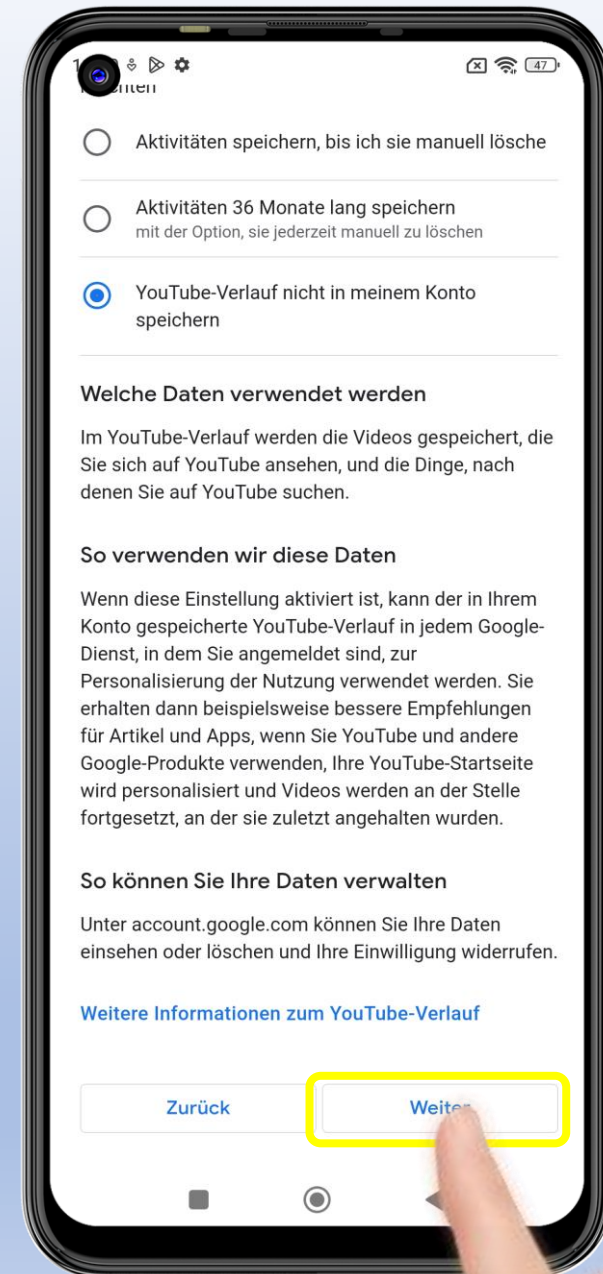 47
Aktivitäten speichern, bis ich sie manuell lösche
Aktivitäten 36 Monate lang speichern
mit der Option, sie jederzeit manuell zu löschen
YouTube-Verlauf nicht in meinem Konto
speichern
Welche Daten verwendet werden
Im YouTube-Verlauf werden die Videos gespeichert, die
Sie sich auf YouTube ansehen, und die Dinge, nach
denen Sie auf YouTube suchen.
So verwenden wir diese Daten
Wenn diese Einstellung aktiviert ist, kann der in Ihrem
Konto gespeicherte YouTube-Verlauf in jedem Google-
Dienst, in dem Sie angemeldet sind, zur
Personalisierung der Nutzung verwendet werden. Sie
erhalten dann beispielsweise bessere Empfehlungen
für Artikel und Apps, wenn Sie YouTube und andere
Google-Produkte verwenden, Ihre YouTube-Startseite
wird personalisiert und Videos werden an der Stelle
fortgesetzt, an der sie zuletzt angehalten wurden.
So können Sie Ihre Daten verwalten
Unter account.google.com können Sie Ihre Daten
einsehen oder löschen und Ihre Einwilligung widerrufen.
Weitere Informationen zum YouTube-Verlauf
Zurück
Weiter